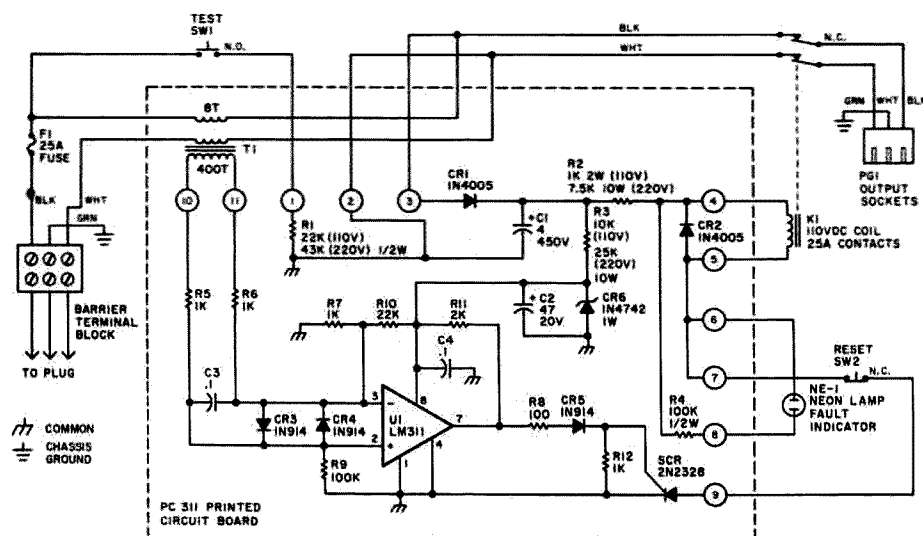 TEST
SW1
N.O.
BLK
WHT
N.C.
8T
GRN
WHT
BLK
F1
25A
FUSE
T1
400T
PG1
OUTPUT
SOCKETS
BLK
WHT
GRN
10
11
1
2
3
CR1
1N4005
R2
1K 2W (110V)
7.5K 10W (220V)
4
K1
110VDC COIL
25A CONTACTS
R1
22K (110V)
43K (220V) 1/2W
+C1
4
450V
R3
10K
(110V)
25K
(220V)
10W
CR2
1N4005
5
BARRIER
TERMINAL
BLOCK
TO PLUG
R5
1K
R6
1K
R7
1K
R10
22K
R11
2K
+C2
47
20V
CR6
1N4742
1W
6
C4
.1
C3
.1
7
RESET
SW2
N.C.
NE-1
NEON LAMP
FAULT
INDICATOR
R4
100K
1/2W
8
COMMON
CHASSIS
GROUND
CR3
1N914
CR4
1N914
3
-
8
U1
LM311
7
2
+
1
4
R8
100
CR5
1N914
R9
100K
R12
1K
SCR
2N2328
9
PC 311 PRINTED
CIRCUIT BOARD